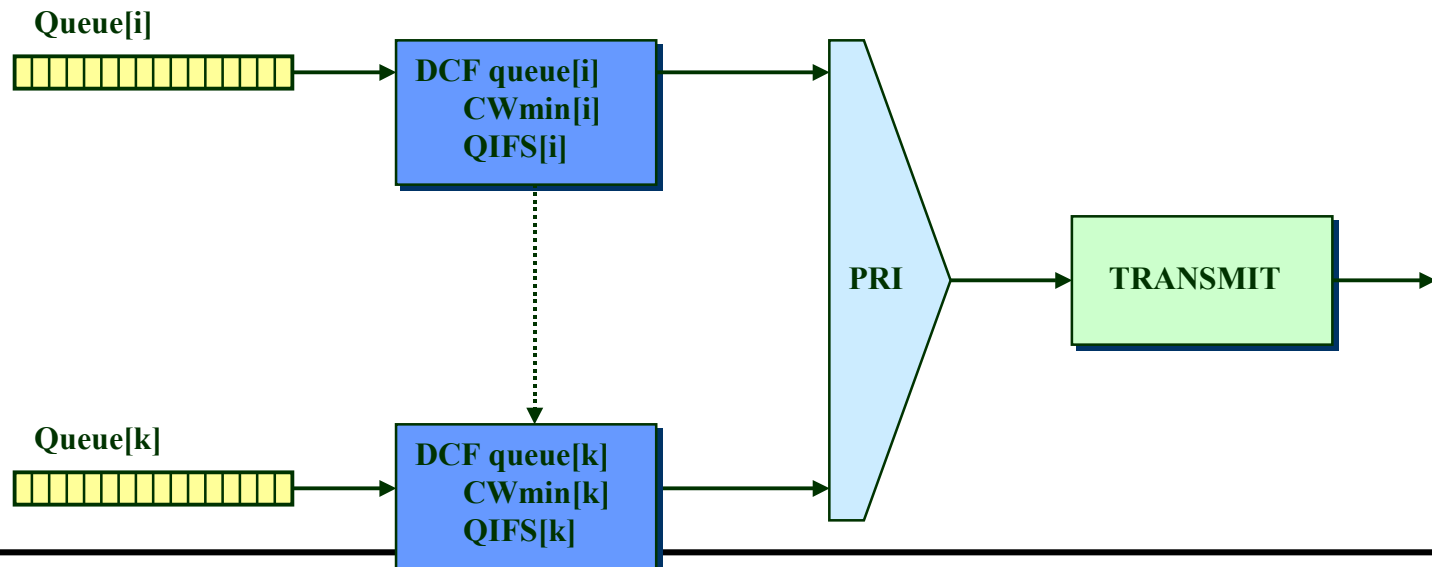 Queue[i]
DCF queue[i]
CWmin[i]
QIFS[i]
PRI
TRANSMIT
Queue[k]
DCF queue[k]
CWmin[k]
QIFS[k]